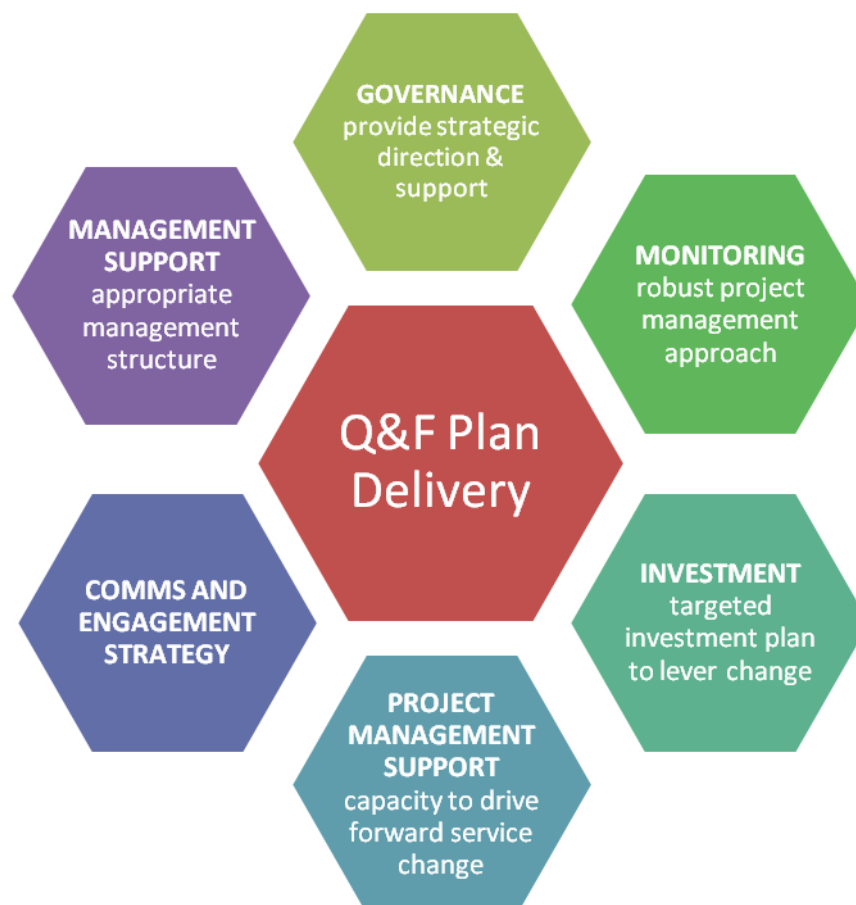 GOVERNANCE
provide strategic
direction &
support
MANAGEMENT
SUPPORT
appropriate
management
structure
MONITORING
robust project
management
approach
Q&F Plan
Delivery
COMMS AND
ENGAGEMENT
STRATEGY
INVESTMENT
targeted
investment plan
to lever change
PROJECT
MANAGEMENT
SUPPORT
capacity to drive
forward service
change